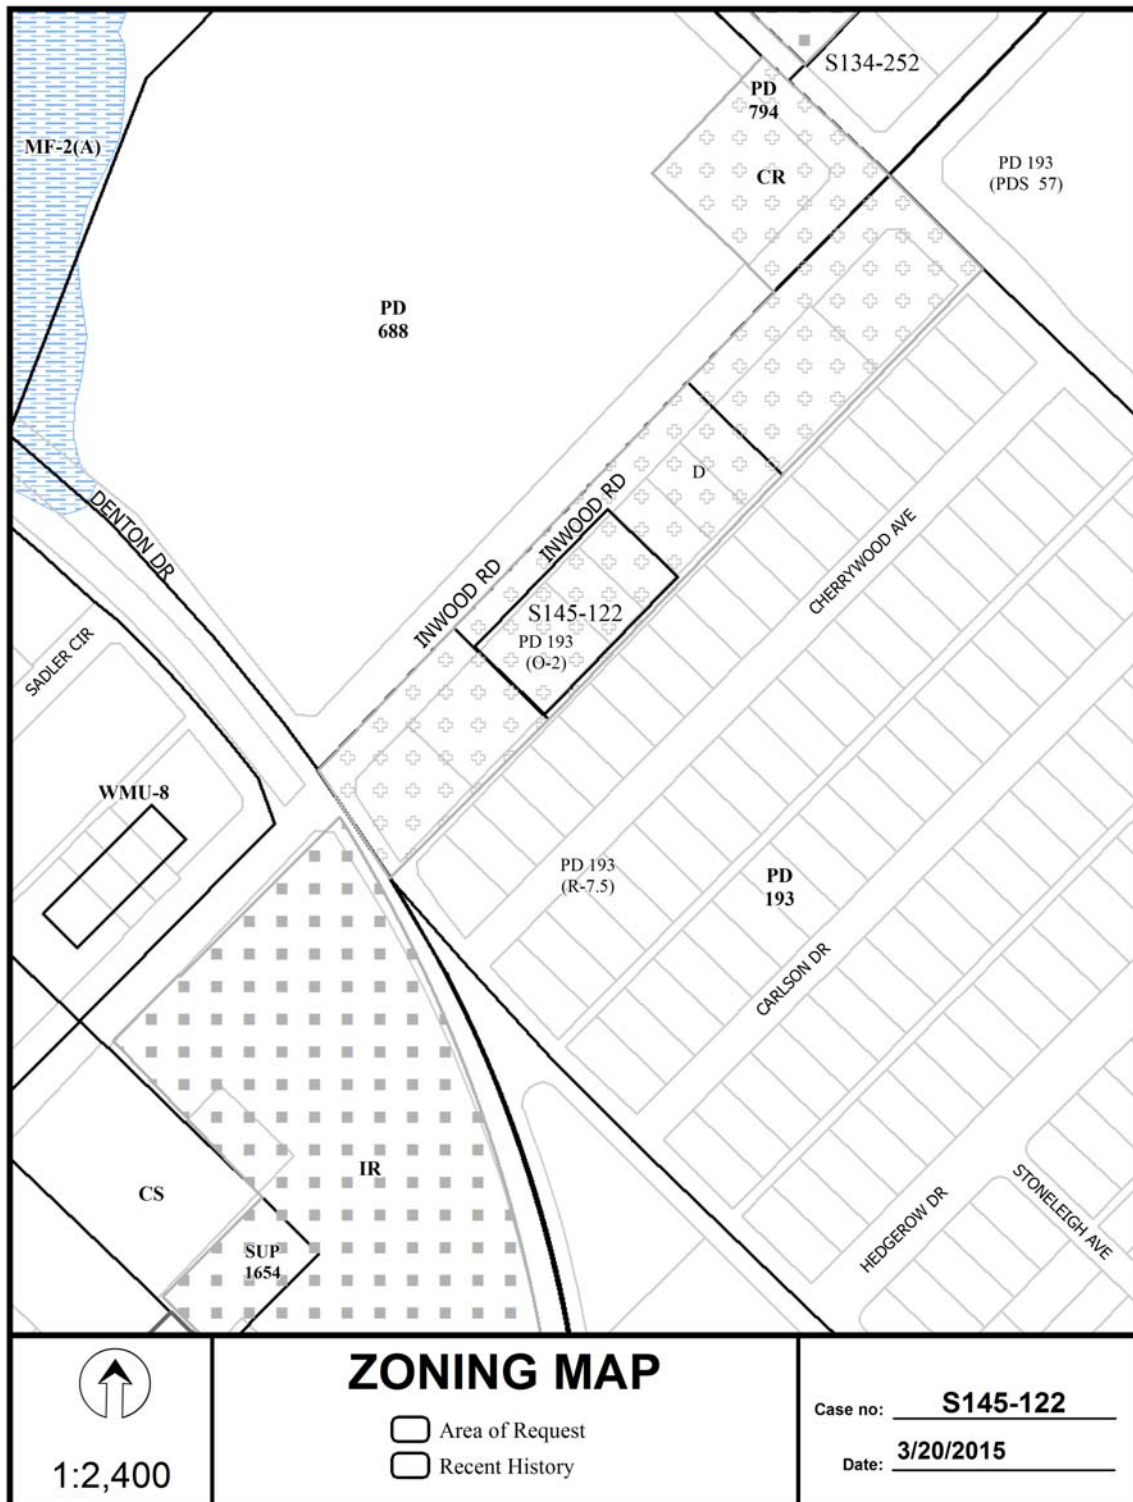 S134-252
PD
794
MF-2(A)
PD 193
(PDS 57)
CR
PD
688
D
DENTON DR
INWOOD RD
INWOOD RD
CHERRYWOOD AVE
S145-122
PD 193
(O-2)
SADLER CIR
WMU-8
PD 193
(R-7.5)
PD
193
CARLSON DR
IR
CS
STONELEIGH AVE
HEDGEROW DR
SUP
1654
ZONING MAP
Area of Request
Recent History
1:2,400
Case no: S145-122
Date: 3/20/2015